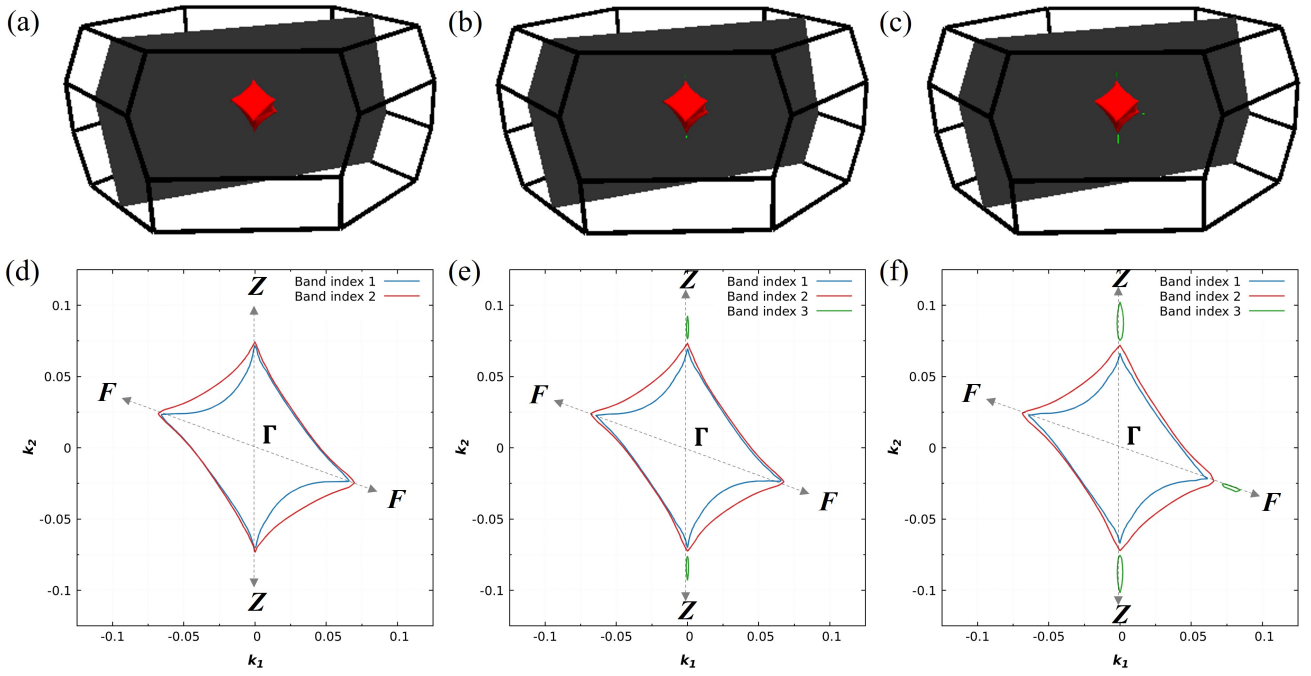 (a)
(b)
(c)
(d)
Band index 1
Band index 2
Z
F
Γ
F
Z
0.1
0.05
0
-0.05
-0.1
k2
-0.1
-0.05
0
0.05
0.1
k1
(e)
Band index 1
Band index 2
Band index 3
Z
F
Γ
F
Z
0.1
0.05
0
-0.05
-0.1
k2
-0.1
-0.05
0
0.05
0.1
k1
(f)
Band index 1
Band index 2
Band index 3
Z
F
Γ
F
Z
0.1
0.05
0
-0.05
-0.1
k2
-0.1
-0.05
0
0.05
0.1
k1